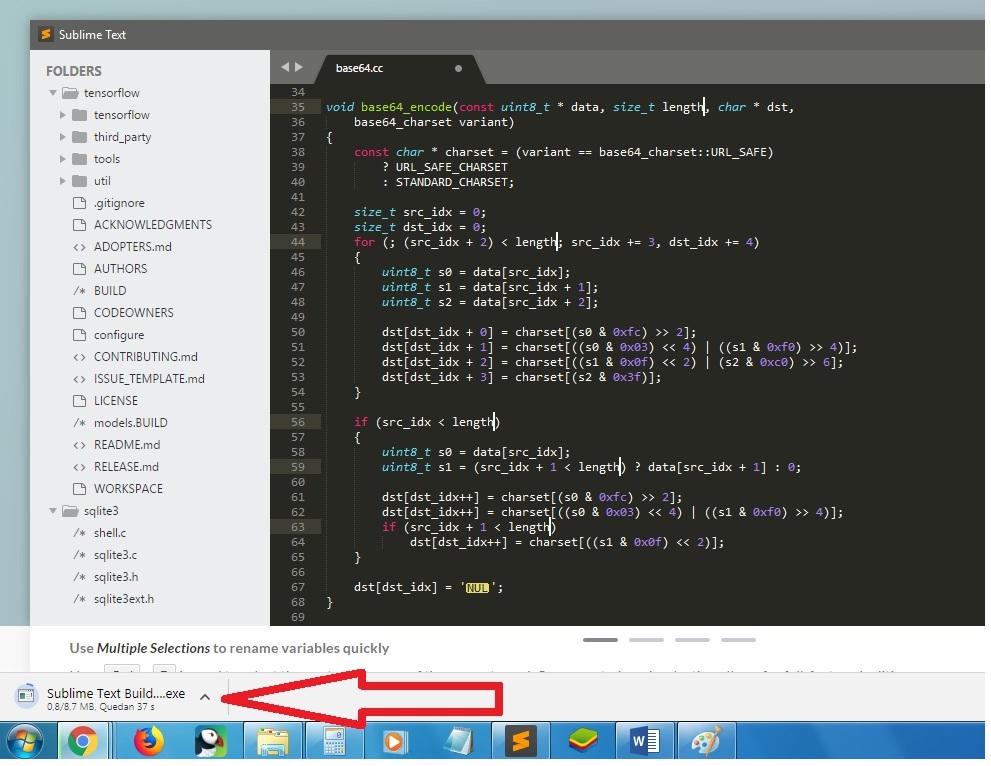 Sublime Text
FOLDERS
tensorflow
tensorflow
third_party
tools
util
.gitignore
ACKNOWLEDGMENTS
<> ADOPTERS.md
AUTHORS
/* BUILD
CODEOWNERS
configure
<> CONTRIBUTING.md
<> ISSUE_TEMPLATE.md
LICENSE
/* models.BUILD
<> README.md
<> RELEASE.md
WORKSPACE
sqlite3
/* shell.c
/* sqlite3.c
/* sqlite3.h
/* sqlite3ext.h
base64.cc
34
35 void base64_encode(const uint8_t * data, size_t length, char * dst,
36 base64_charset variant)
37 {
38 const char * charset = (variant == base64_charset::URL_SAFE)
39 ? URL_SAFE_CHARSET
40 : STANDARD_CHARSET;
41
42 size_t src_idx = 0;
43 size_t dst_idx = 0;
44 for (; (src_idx + 2) < length; src_idx += 3, dst_idx += 4)
45 {
46 uint8_t s0 = data[src_idx];
47 uint8_t s1 = data[src_idx + 1];
48 uint8_t s2 = data[src_idx + 2];
49
50 dst[dst_idx + 0] = charset[(s0 & 0xfc) >> 2];
51 dst[dst_idx + 1] = charset[((s0 & 0x03) << 4) | ((s1 & 0xf0) >> 4)];
52 dst[dst_idx + 2] = charset[((s1 & 0x0f) << 2) | (s2 & 0xc0) >> 6];
53 dst[dst_idx + 3] = charset[(s2 & 0x3f)];
54 }
55
56 if (src_idx < length)
57 {
58 uint8_t s0 = data[src_idx];
59 uint8_t s1 = (src_idx + 1 < length) ? data[src_idx + 1] : 0;
60
61 dst[dst_idx++] = charset[(s0 & 0xfc) >> 2];
62 dst[dst_idx++] = charset[((s0 & 0x03) << 4) | ((s1 & 0xf0) >> 4)];
63 if (src_idx + 1 < length)
64 dst[dst_idx++] = charset[((s1 & 0x0f) << 2)];
65 }
66
67 dst[dst_idx] = 'NUL';
68 }
69
Use Multiple Selections to rename variables quickly
Sublime Text Build....exe
0,8/8,7 MB, Quedan 37 s